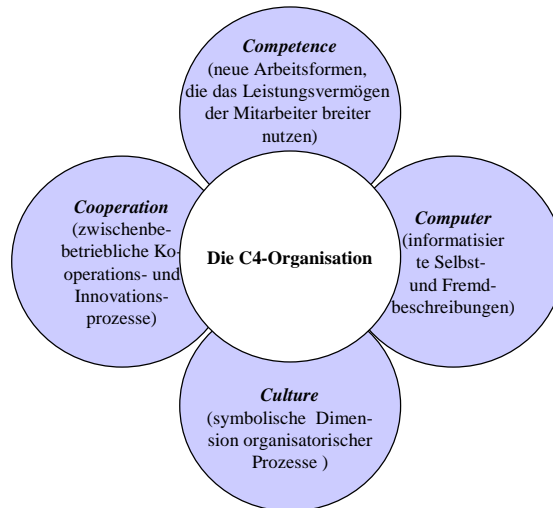 Competence
(neue Arbeitsformen,
die das Leistungsvermögen
der Mitarbeiter breiter
nutzen)
Cooperation
(zwischenbe-
betriebliche Ko-
operations- und
Innovations-
prozesse)
Die C4-Organisation
Computer
(informatisier
te Selbst-
und Fremd-
beschreibungen)
Culture
(symbolische Dimen-
sion organisatorischer
Prozesse )